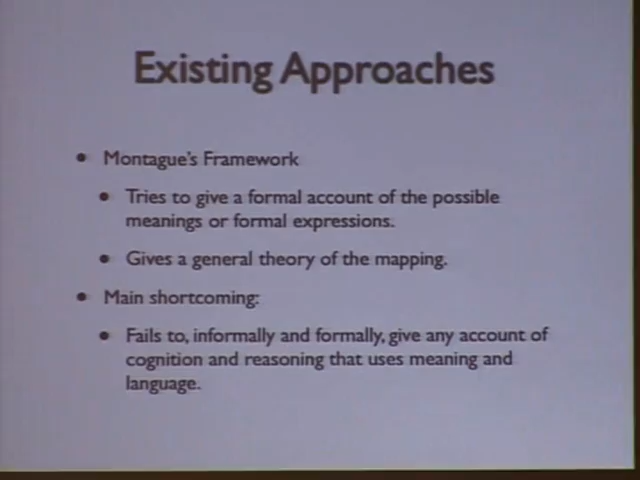 Existing Approaches
• Montague's Framework
• Tries to give a formal account of the possible
meanings or formal expressions.
• Gives a general theory of the mapping.
• Main shortcoming:
• Fails to, informally and formally, give any account of
cognition and reasoning that uses meaning and
language.